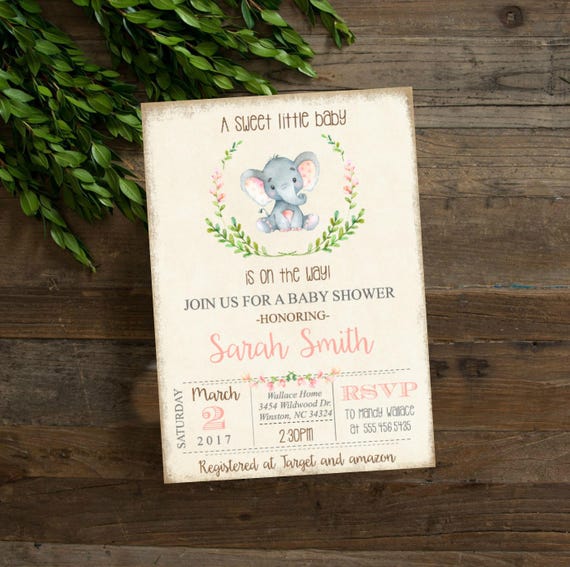 A sweet little baby
is on the way!
JOIN US FOR A BABY SHOWER
-HONORING-
Sarah Smith
SATURDAY
March
2
2017
Wallace Home
3454 Wildwood Dr.
Winston, NC 34324
2:30PM
RSVP
to Mandy Wallace
at 555 456 5435
Registered at Target and amazon